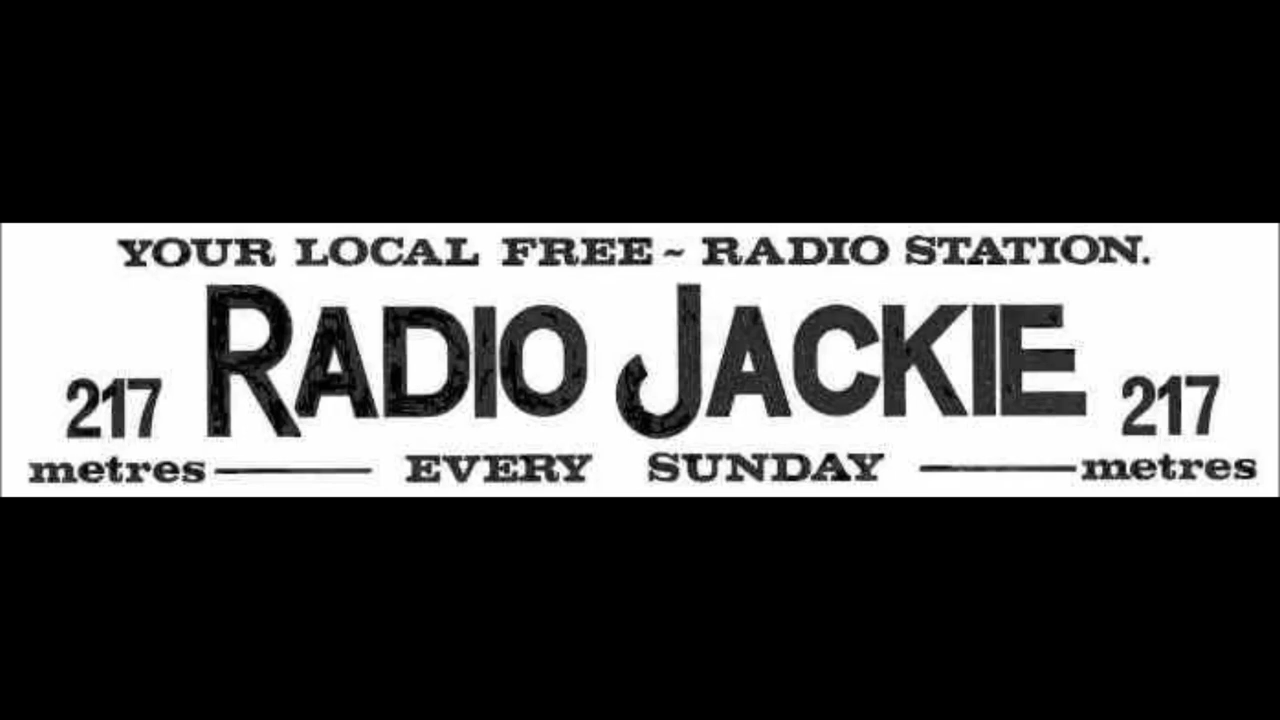 YOUR LOCAL FREE ~ RADIO STATION.
RADIO JACKIE
217 217
metres EVERY SUNDAY metres